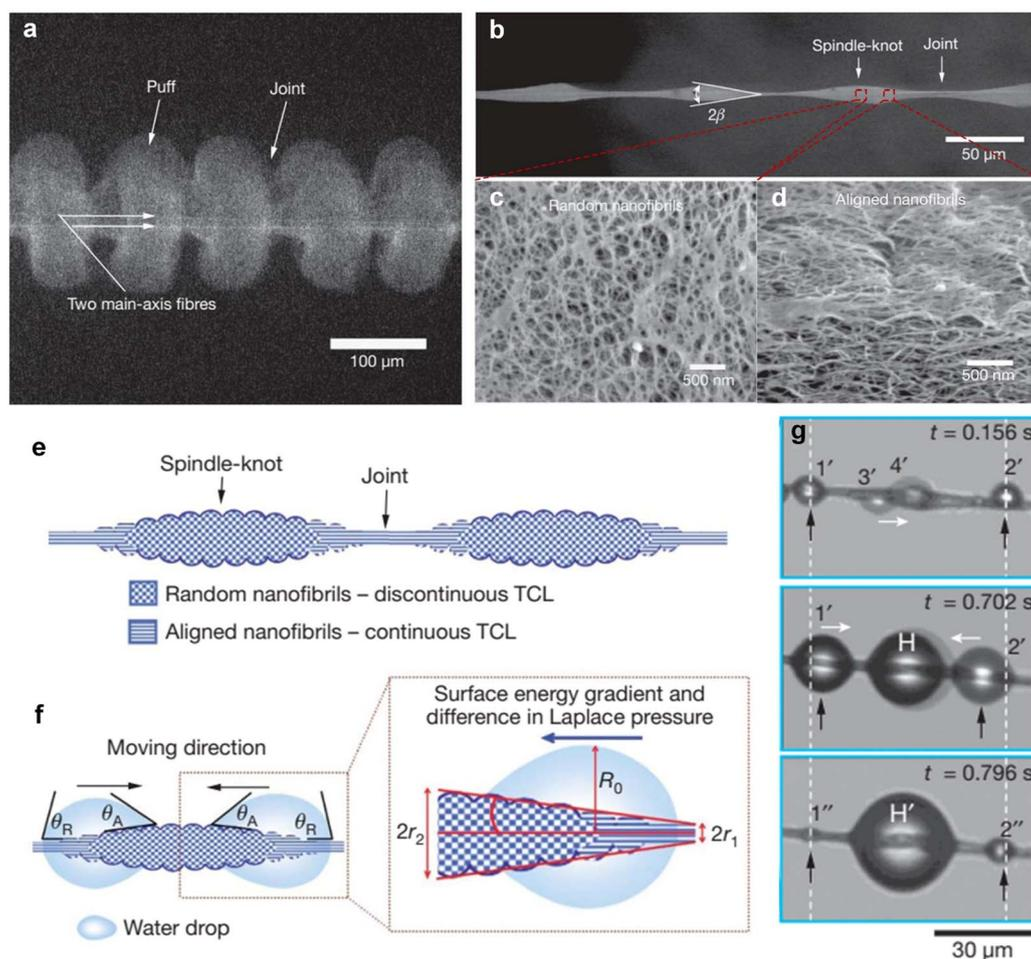 a
Puff
Joint
Two main-axis fibres
100 µm
b
Spindle-knot
Joint
2β
50 µm
c
Random nanofibrils
500 nm
d
Aligned nanofibrils
500 nm
e
Spindle-knot
Joint
Random nanofibrils – discontinuous TCL
Aligned nanofibrils – continuous TCL
f
Moving direction
θR
θA
θA
θR
Water drop
Surface energy gradient and
difference in Laplace pressure
R0
2r2
2r1
g
t = 0.156 s
1′
3′
4′
2′
t = 0.702 s
1′
H
2′
t = 0.796 s
1″
H′
2″
30 µm